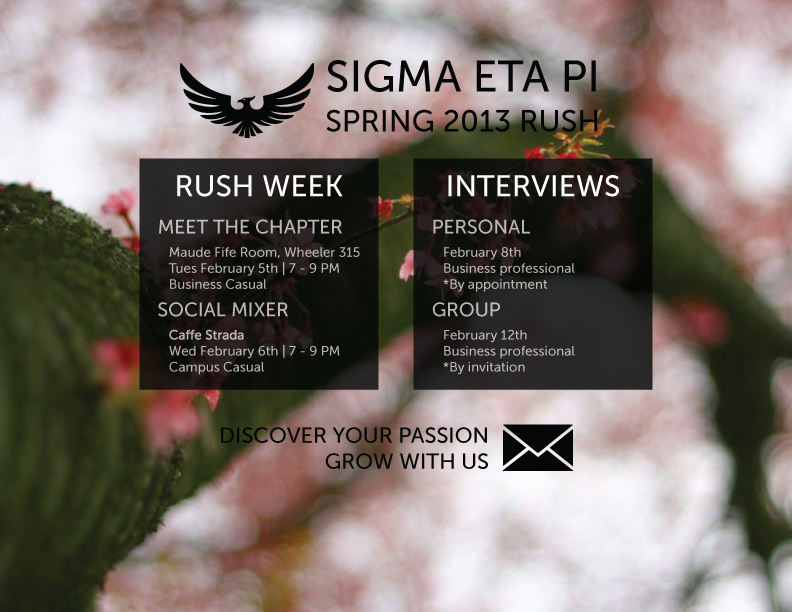 SIGMA ETA PI
SPRING 2013 RUSH
RUSH WEEK
MEET THE CHAPTER
Maude Fife Room, Wheeler 315
Tues February 5th | 7 - 9 PM
Business Casual
SOCIAL MIXER
Caffe Strada
Wed February 6th | 7 - 9 PM
Campus Casual
INTERVIEWS
PERSONAL
February 8th
Business professional
*By appointment
GROUP
February 12th
Business professional
*By invitation
DISCOVER YOUR PASSION
GROW WITH US